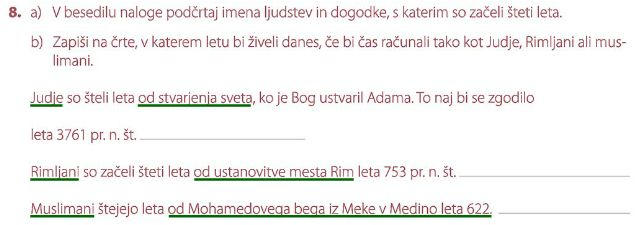 8. a) V besedilu naloge podčrtaj imena ljudstev in dogodke, s katerim so začeli šteti leta.
b) Zapiši na črte, v katerem letu bi živeli danes, če bi čas računali tako kot Judje, Rimljani ali mus-
limani.
Judje so šteli leta od stvarjenja sveta, ko je Bog ustvaril Adama. To naj bi se zgodilo
leta 3761 pr. n. št.
Rimljani so začeli šteti leta od ustanovitve mesta Rim leta 753 pr. n. št.
Muslimani štejejo leta od Mohamedovega bega iz Meke v Medino leta 622.